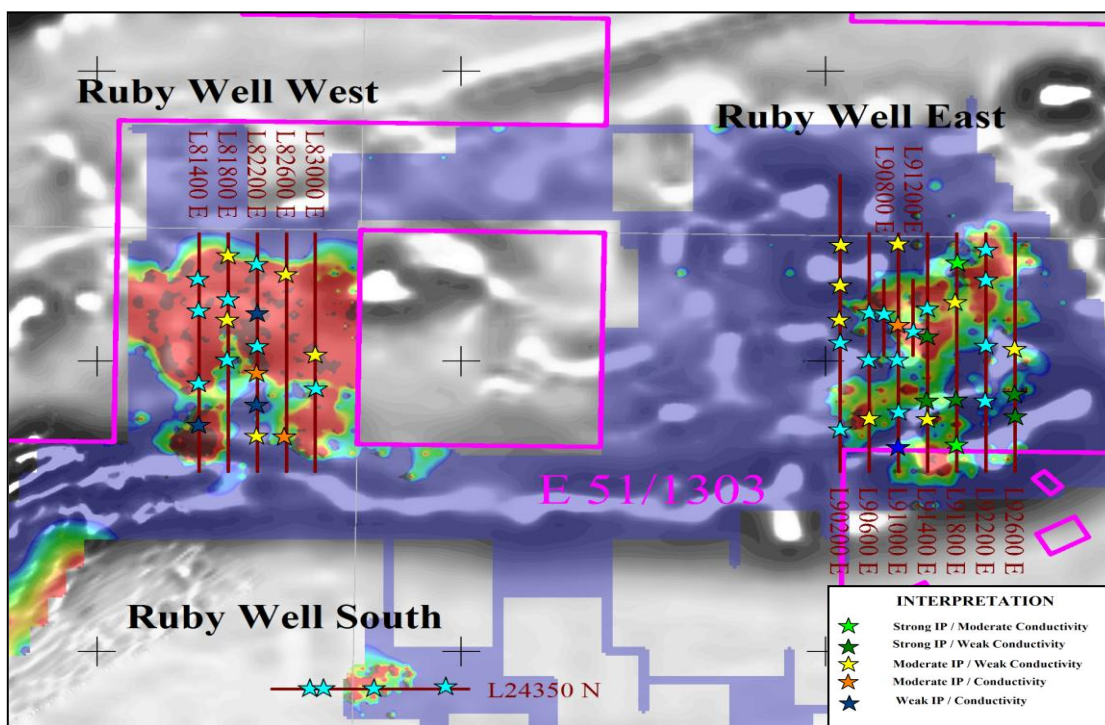 Ruby Well West
Ruby Well East
L81400 E
L81800 E
L82200 E
L82600 E
L83000 E
L90800 E
L91200 E
E 51/1303
L90200 E
L90600 E
L91000 E
L91400 E
L91800 E
L92200 E
L92600 E
Ruby Well South
L24350 N
INTERPRETATION
Strong IP / Moderate Conductivity
Strong IP / Weak Conductivity
Moderate IP / Weak Conductivity
Moderate IP / Conductivity
Weak IP / Conductivity